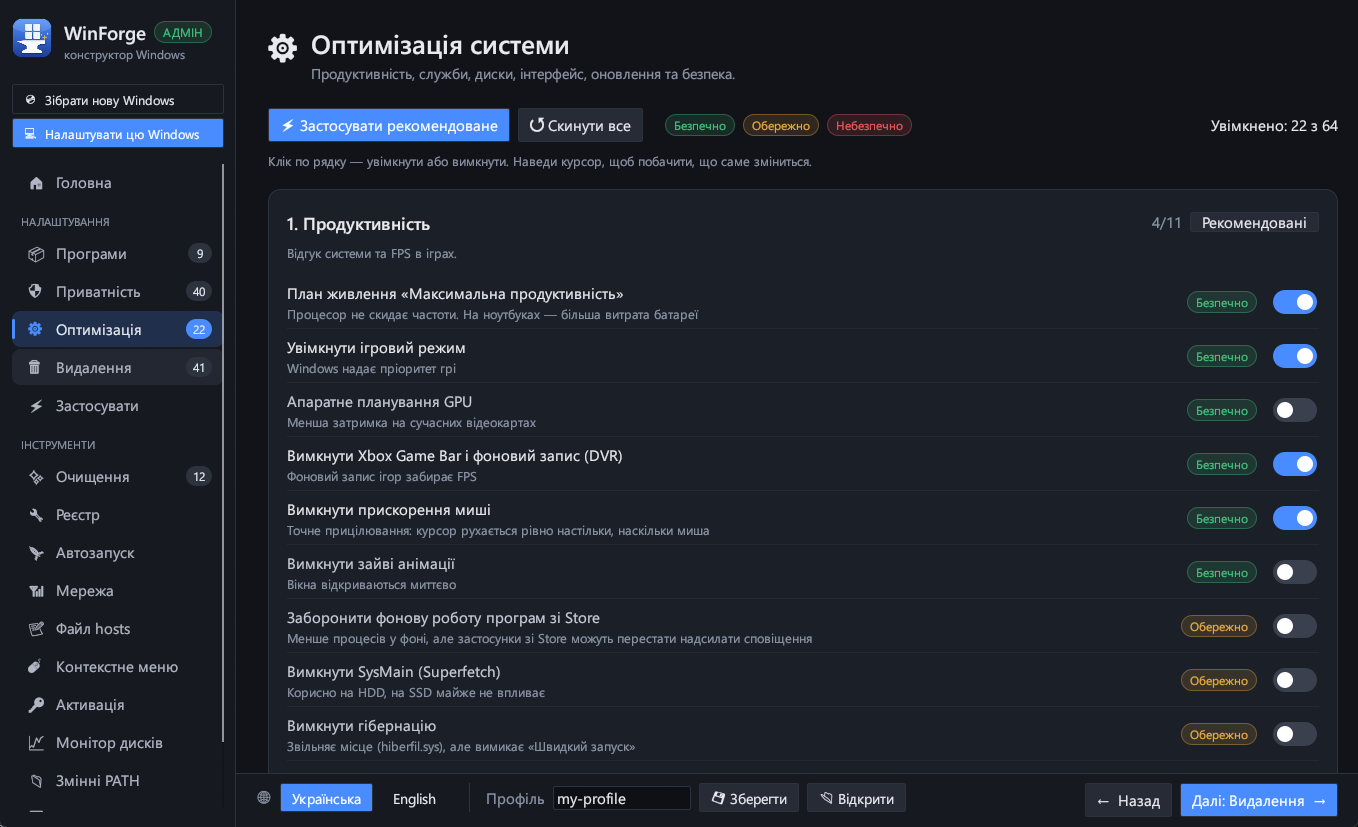 WinForge АДМІН
конструктор Windows
Зібрати нову Windows
Налаштувати цю Windows
Головна
НАЛАШТУВАННЯ
Програми 9
Приватність 40
Оптимізація 22
Видалення 41
Застосувати
ІНСТРУМЕНТИ
Очищення 12
Реєстр
Автозапуск
Мережа
Файл hosts
Контекстне меню
Активація
Монітор дисків
Змінні PATH
Оптимізація системи
Продуктивність, служби, диски, інтерфейс, оновлення та безпека.
Застосувати рекомендоване Скинути все Безпечно Обережно Небезпечно Увімкнено: 22 з 64
Клік по рядку — увімкнути або вимкнути. Наведи курсор, щоб побачити, що саме зміниться.
1. Продуктивність 4/11 Рекомендовані
Відгук системи та FPS в іграх.
План живлення «Максимальна продуктивність» Безпечно
Процесор не скидає частоти. На ноутбуках — більша витрата батареї
Увімкнути ігровий режим Безпечно
Windows надає пріоритет грі
Апаратне планування GPU Безпечно
Менша затримка на сучасних відеокартах
Вимкнути Xbox Game Bar і фоновий запис (DVR) Безпечно
Фоновий запис ігор забирає FPS
Вимкнути прискорення миші Безпечно
Точне прицілювання: курсор рухається рівно настільки, наскільки миша
Вимкнути зайві анімації Безпечно
Вікна відкриваються миттєво
Заборонити фонову роботу програм зі Store Обережно
Менше процесів у фоні, але застосунки зі Store можуть перестати надсилати сповіщення
Вимкнути SysMain (Superfetch) Обережно
Корисно на HDD, на SSD майже не впливає
Вимкнути гібернацію Обережно
Звільняє місце (hiberfil.sys), але вимикає «Швидкий запуск»
Українська English Профіль my-profile Зберегти Відкрити ← Назад Далі: Видалення →